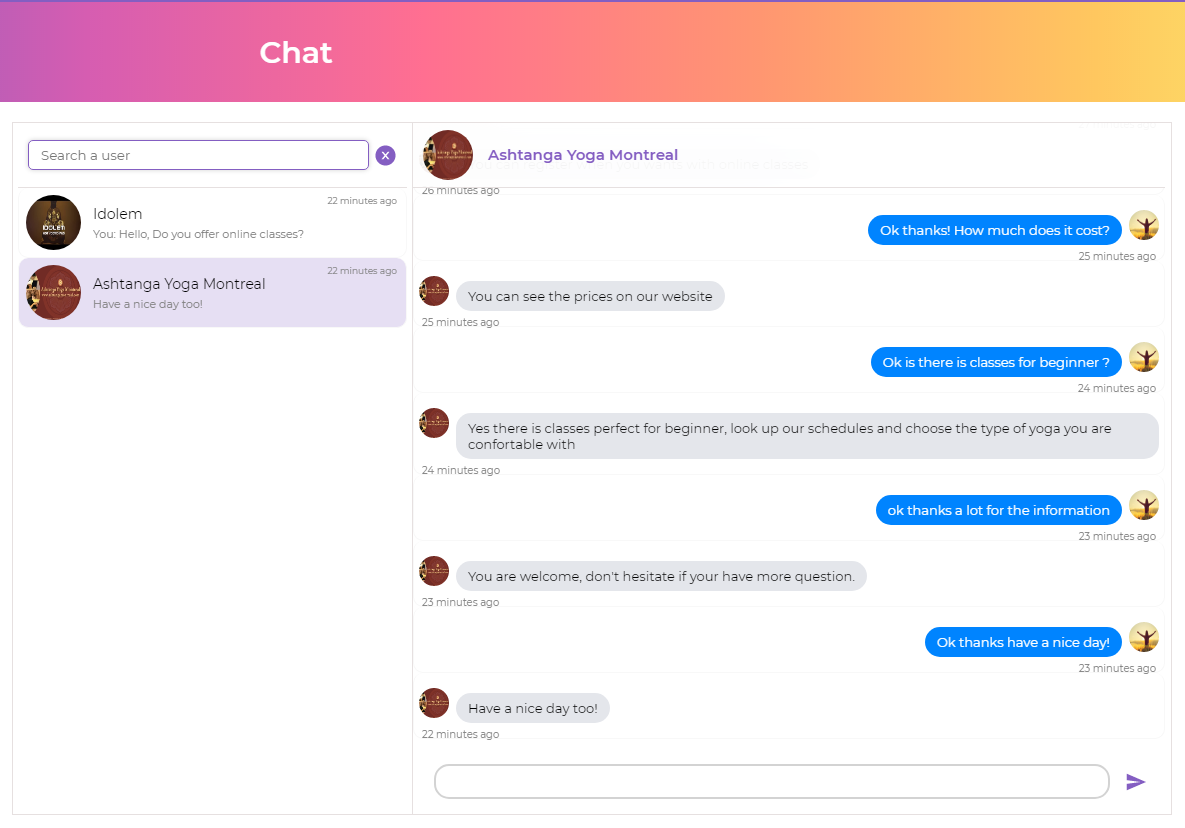 Chat
Search a user
X
Idolem
22 minutes ago
You: Hello, Do you offer online classes?
Ashtanga Yoga Montreal
22 minutes ago
Have a nice day too!
Ashtanga Yoga Montreal
with online classes
26 minutes ago
Ok thanks! How much does it cost?
25 minutes ago
You can see the prices on our website
25 minutes ago
Ok is there is classes for beginner ?
24 minutes ago
Yes there is classes perfect for beginner, look up our schedules and choose the type of yoga you are
confortable with
24 minutes ago
ok thanks a lot for the information
23 minutes ago
You are welcome, don't hesitate if your have more question.
23 minutes ago
Ok thanks have a nice day!
23 minutes ago
Have a nice day too!
22 minutes ago